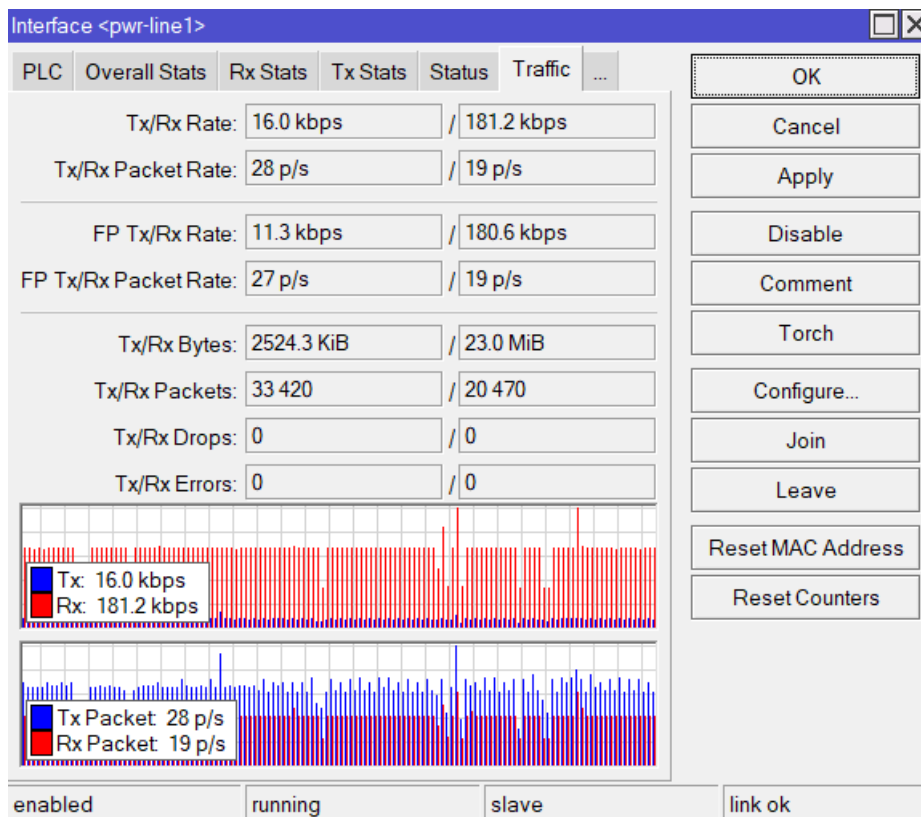 Interface <pwr-line1>
PLC Overall Stats Rx Stats Tx Stats Status Traffic ...
Tx/Rx Rate: 16.0 kbps / 181.2 kbps
Tx/Rx Packet Rate: 28 p/s / 19 p/s
FP Tx/Rx Rate: 11.3 kbps / 180.6 kbps
FP Tx/Rx Packet Rate: 27 p/s / 19 p/s
Tx/Rx Bytes: 2524.3 KiB / 23.0 MiB
Tx/Rx Packets: 33 420 / 20 470
Tx/Rx Drops: 0 / 0
Tx/Rx Errors: 0 / 0
Tx: 16.0 kbps
Rx: 181.2 kbps
Tx Packet: 28 p/s
Rx Packet: 19 p/s
OK
Cancel
Apply
Disable
Comment
Torch
Configure...
Join
Leave
Reset MAC Address
Reset Counters
enabled running slave link ok